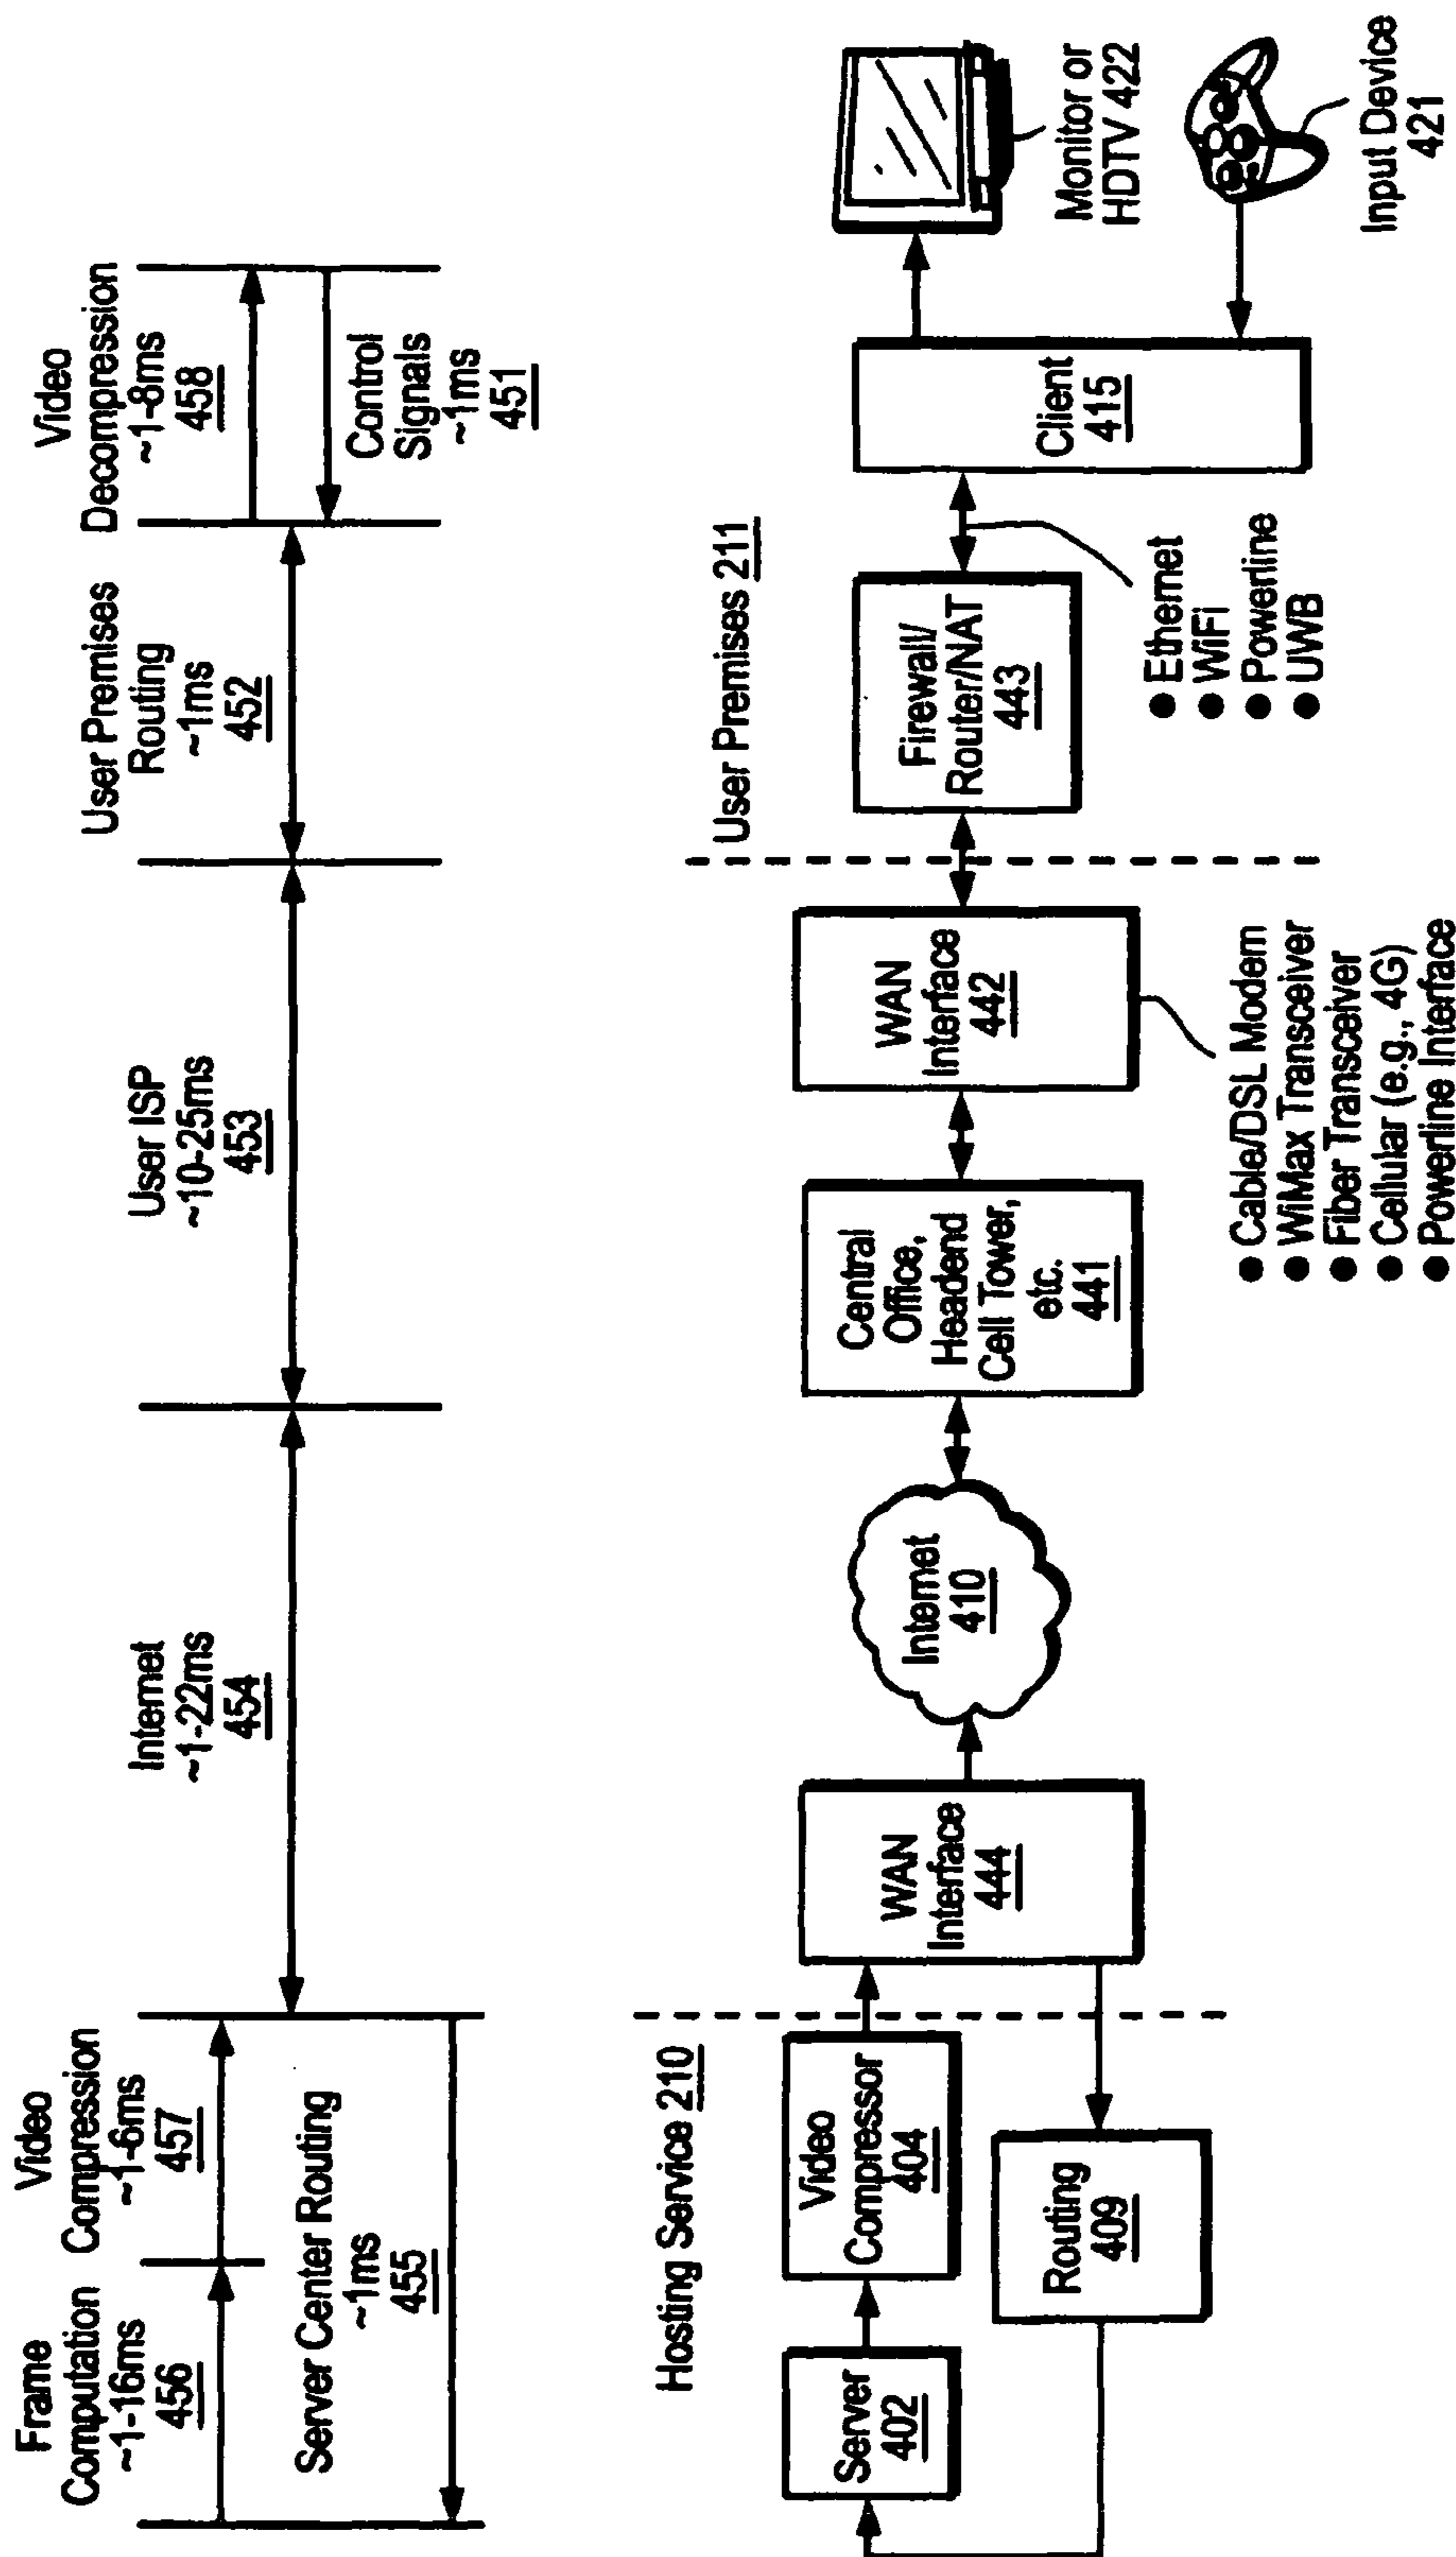 Frame
Computation
~1-16ms
456
Video
Compression
~1-6ms
457
Server Center Routing
~1ms
455
Internet
~1-22ms
454
User ISP
~10-25ms
453
User Premises
Routing
~1ms
452
Video
Decompression
~1-8ms
458
Control
Signals
~1ms
451
Hosting Service 210
Server
402
Video
Compressor
404
Routing
409
WAN
Interface
444
Internet
410
Central
Office,
Headend
Cell Tower,
etc.
441
WAN
Interface
442
● Cable/DSL Modem
● WiMax Transceiver
● Fiber Transceiver
● Cellular (e.g., 4G)
● Powerline Interface
User Premises 211
Firewall/
Router/NAT
443
● Ethernet
● WiFi
● Powerline
● UWB
Client
415
Monitor or
HDTV 422
Input Device
421